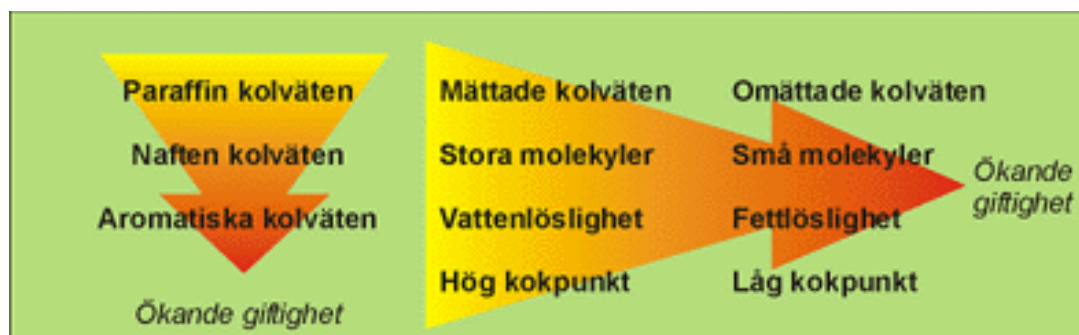 Paraffin kolväten
Naften kolväten
Aromatiska kolväten
Ökande giftighet
Mättade kolväten
Omättade kolväten
Stora molekyler
Små molekyler
Vattenlöslighet
Fettlöslighet
Hög kokpunkt
Låg kokpunkt
Ökande
giftighet